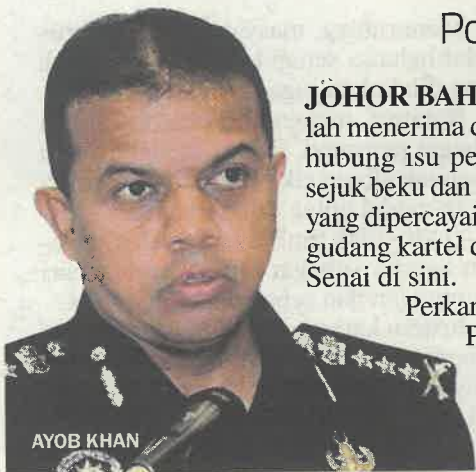 Po
JOHOR BAH
lah menerima d
hubung isu pe
sejuk beku dan
yang dipercayai
gudang kartel d
Senai di sini.
Perkar
P
AYOB KHAN